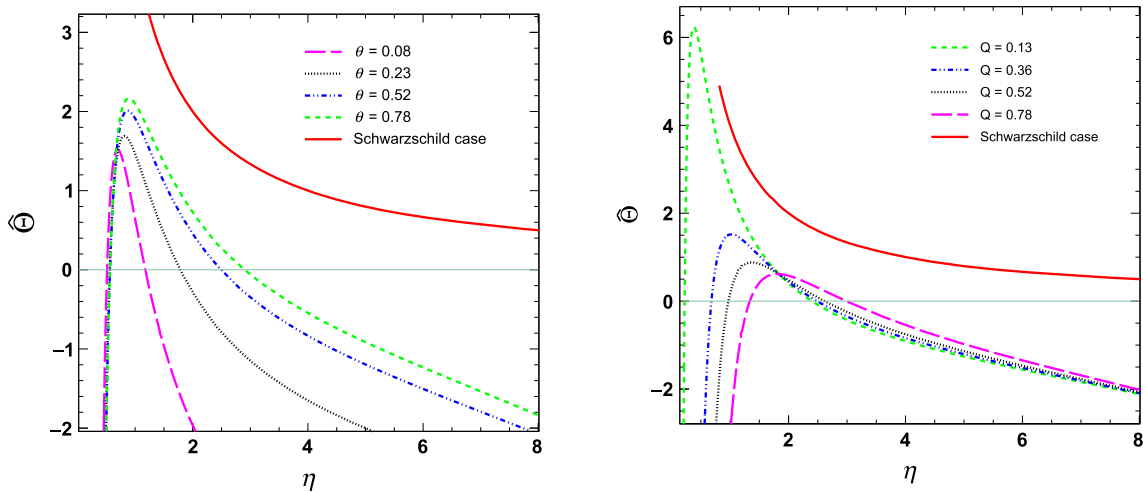 3
2
1
0
−1
−2
2
4
6
8
Θ̂
η
θ = 0.08
θ = 0.23
θ = 0.52
θ = 0.78
Schwarzschild case
6
4
2
0
−2
2
4
6
8
Θ̂
η
Q = 0.13
Q = 0.36
Q = 0.52
Q = 0.78
Schwarzschild case